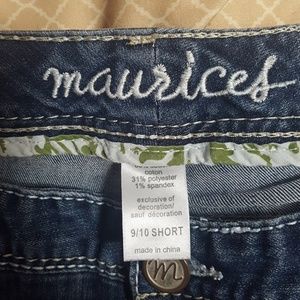 maurices
cotton
31% polyester
1% spandex
exclusive of
decoration/
sauf décoration
9/10 SHORT
made in china
m